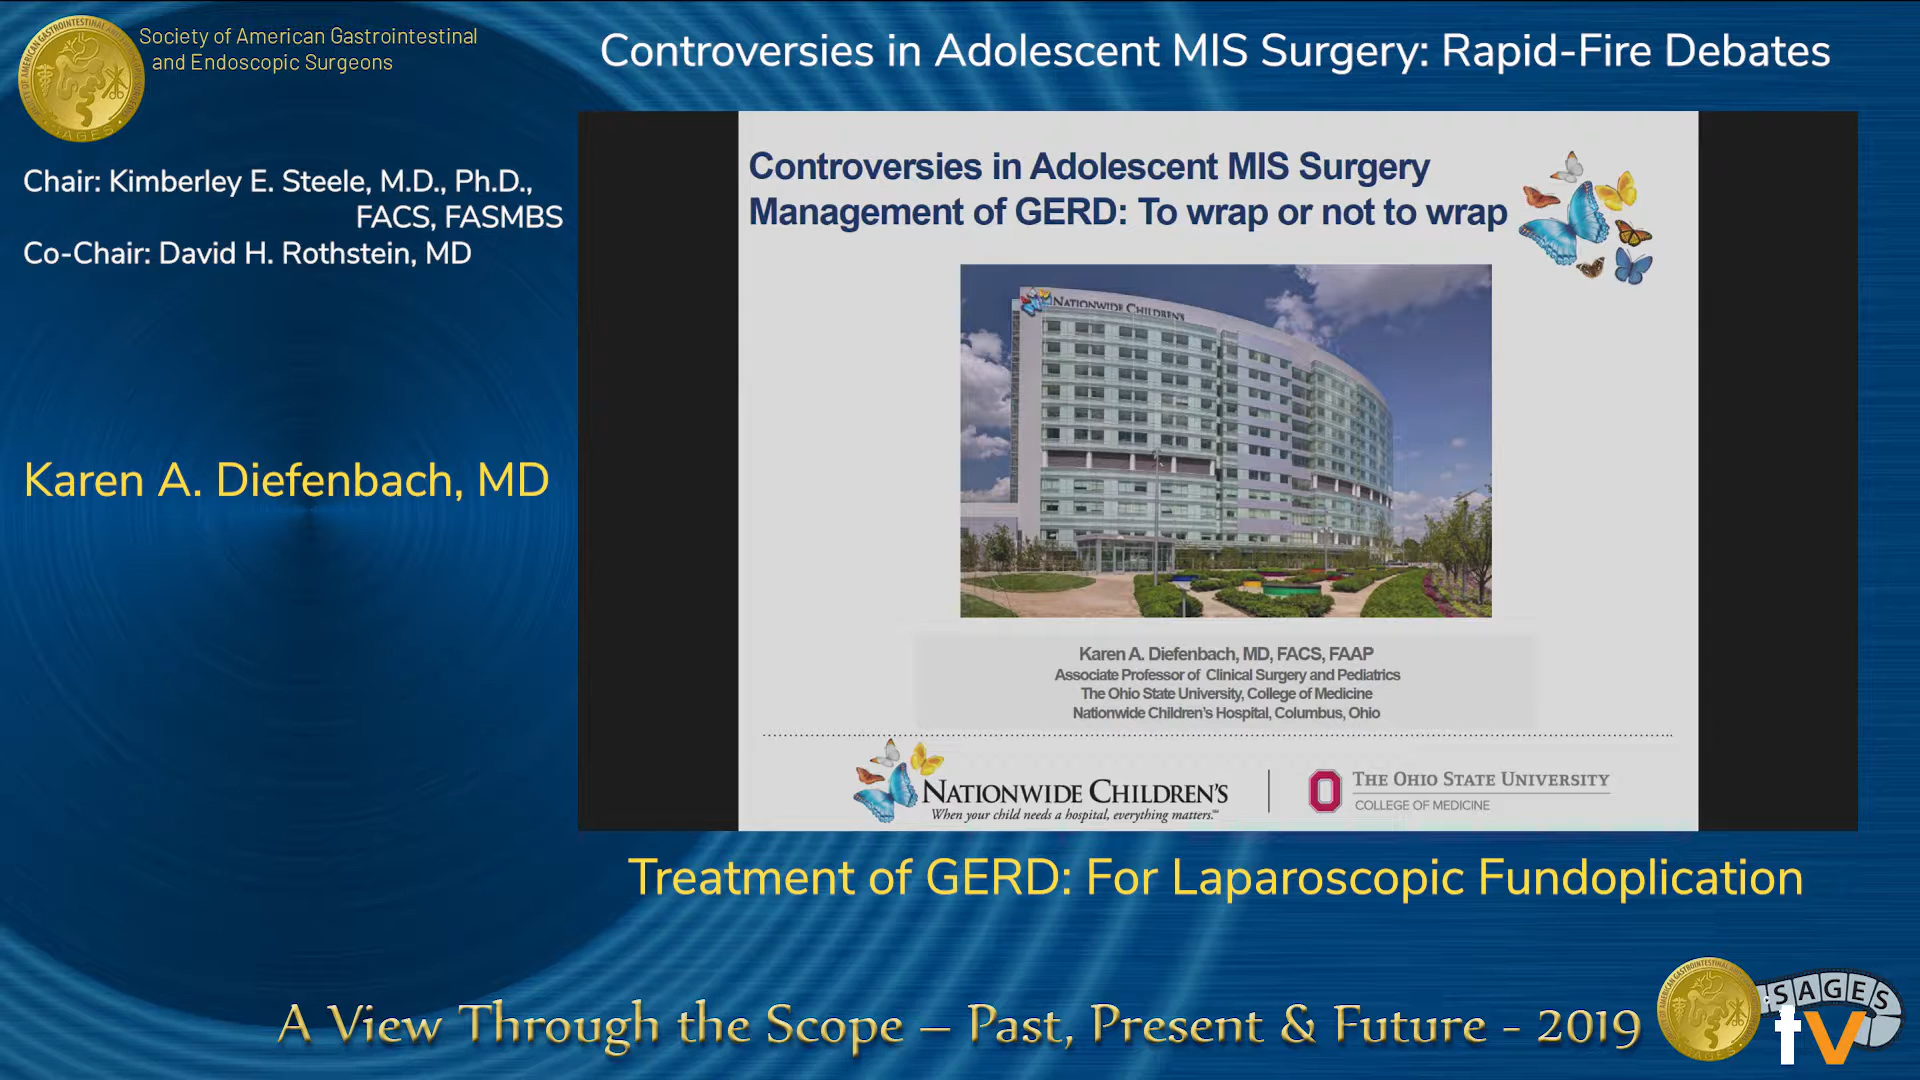 Society of American Gastrointestinal
and Endoscopic Surgeons
Controversies in Adolescent MIS Surgery: Rapid-Fire Debates
Chair: Kimberley E. Steele, M.D., Ph.D.,
FACS, FASMBS
Co-Chair: David H. Rothstein, MD
Karen A. Diefenbach, MD
Controversies in Adolescent MIS Surgery
Management of GERD: To wrap or not to wrap
NATIONWIDE CHILDREN'S
Karen A. Diefenbach, MD, FACS, FAAP
Associate Professor of Clinical Surgery and Pediatrics
The Ohio State University, College of Medicine
Nationwide Children's Hospital, Columbus, Ohio
NATIONWIDE CHILDREN'S
When your child needs a hospital, everything matters.℠
THE OHIO STATE UNIVERSITY
COLLEGE OF MEDICINE
Treatment of GERD: For Laparoscopic Fundoplication
A View Through the Scope – Past, Present & Future - 2019
SAGES
tv